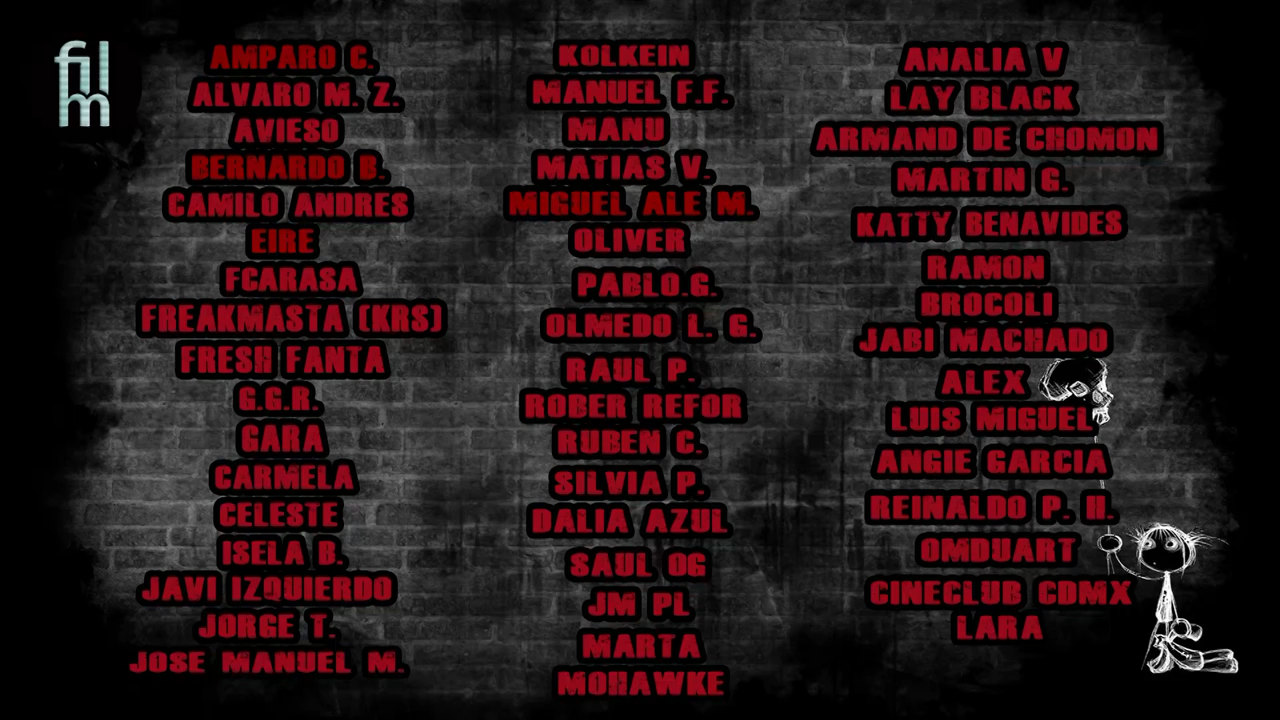 film
AMPARO C.
ALVARO M. Z.
AVIESO
BERNARDO B.
CAMILO ANDRES
EIRE
FCARASA
FREAKMASTA (KRS)
FRESH FANTA
G.G.R.
GARA
CARMELA
CELESTE
ISELA B.
JAVI IZQUIERDO
JORGE T.
JOSE MANUEL M.
KOLKEIN
MANUEL F.F.
MANU
MATIAS V.
MIGUEL ALE M.
OLIVER
PABLO.G.
OLMEDO L. G.
RAUL P.
ROBER REFOR
RUBEN C.
SILVIA P.
DALIA AZUL
SAUL OG
JM PL
MARTA
MOHAWKE
ANALIA V
LAY BLACK
ARMAND DE CHOMON
MARTIN G.
KATTY BENAVIDES
RAMON
BROCOLI
JABI MACHADO
ALEX
LUIS MIGUEL
ANGIE GARCIA
REINALDO P. H.
OMDUART
CINECLUB CDMX
LARA